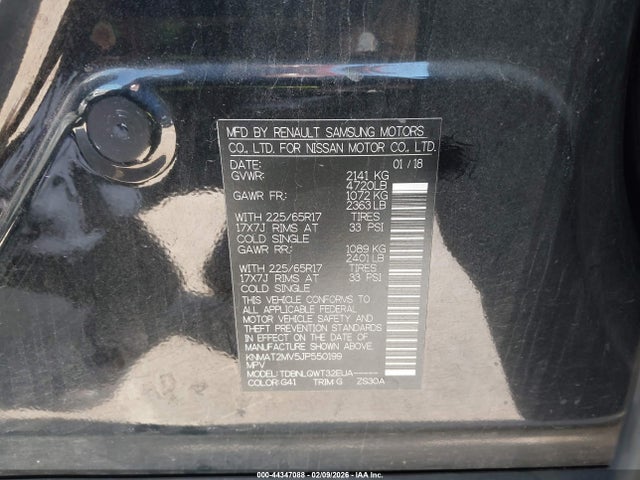 MFD BY RENAULT SAMSUNG MOTORS
CO., LTD. FOR NISSAN MOTOR CO., LTD.
DATE: 01/18
GVWR: 2141 KG
4720LB
GAWR FR: 1072 KG
2363 LB
WITH 225/65R17 TIRES
17X7J RIMS AT 33 PSI
COLD SINGLE
GAWR RR: 1089 KG
2401 LB
WITH 225/65R17 TIRES
17X7J RIMS AT 33 PSI
COLD SINGLE
THIS VEHICLE CONFORMS TO
ALL APPLICABLE FEDERAL
MOTOR VEHICLE SAFETY AND
THEFT PREVENTION STANDARDS
IN EFFECT ON THE DATE OF
MANUFACTURE SHOWN ABOVE.
KNMAT2MV5JP550199
MPV
MODEL: TDBNLQWT32EUA-----
COLOR: G41 TRIM G ZS30A
000-44347088 - 02/09/2026 - IAA Inc.